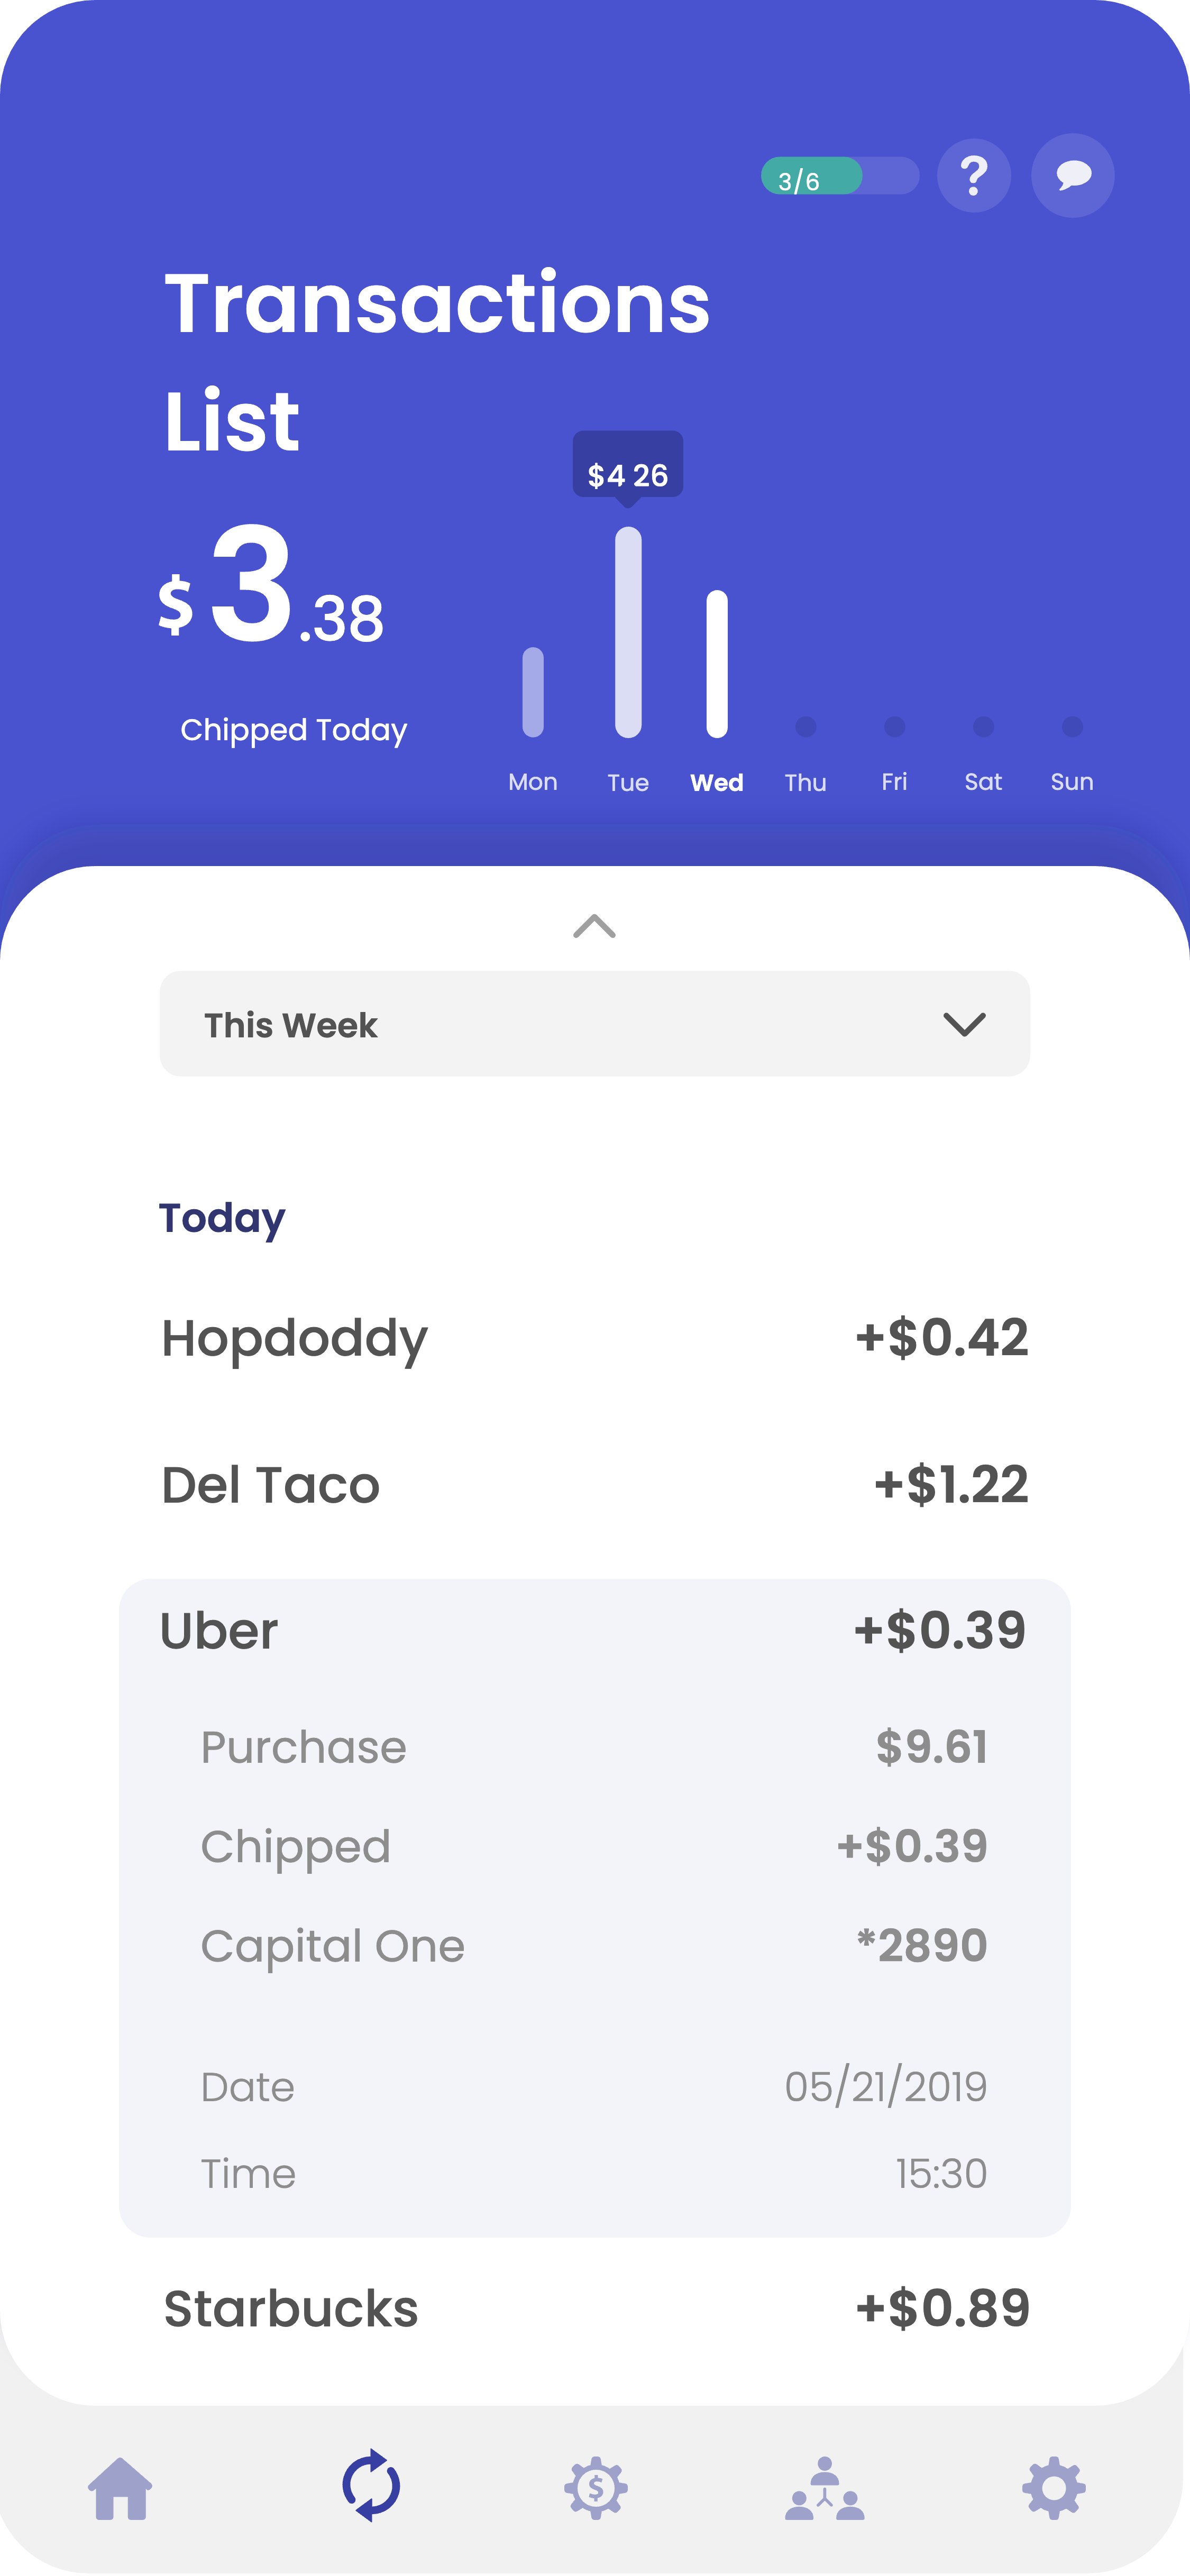 3/6
?
Transactions
List
$4 26
$3.38
Chipped Today
Mon Tue Wed Thu Fri Sat Sun
This Week
Today
Hopdoddy +$0.42
Del Taco +$1.22
Uber +$0.39
Purchase $9.61
Chipped +$0.39
Capital One *2890
Date 05/21/2019
Time 15:30
Starbucks +$0.89
$